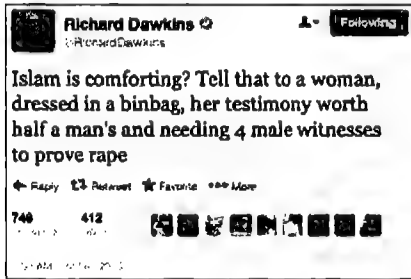 Richard Dawkins
@RichardDawkins
Following
Islam is comforting? Tell that to a woman,
dressed in a binbag, her testimony worth
half a man's and needing 4 male witnesses
to prove rape
Reply Retweet Favorite More
412